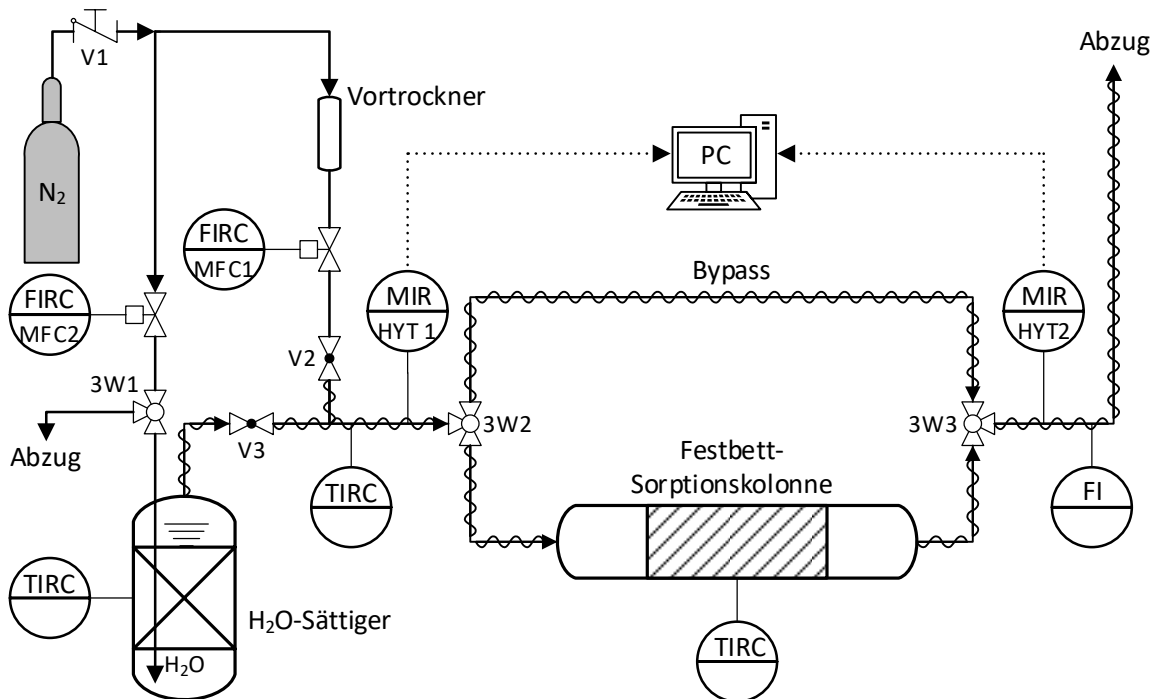 V1
Abzug
Vortrockner
N₂
PC
FIRC
MFC1
FIRC
MFC2
MIR
HYT 1
Bypass
MIR
HYT2
V2
3W1
Abzug
V3
3W2
3W3
Festbett-
Sorptionskolonne
TIRC
FI
TIRC
H₂O-Sättiger
H₂O
TIRC